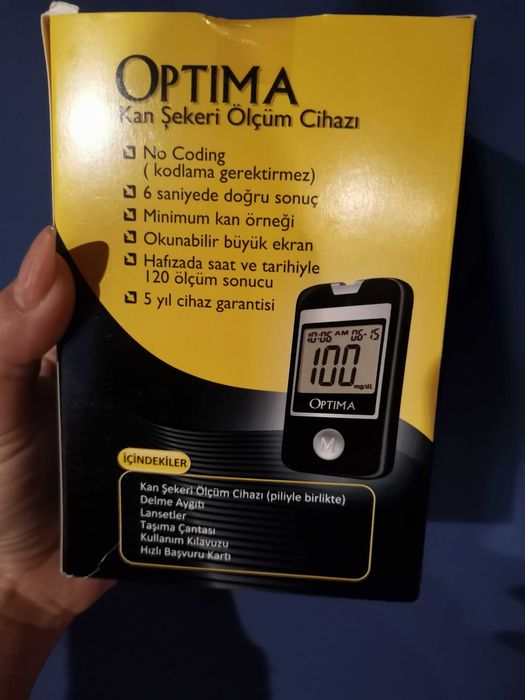 OPTIMA
Kan Şekeri Ölçüm Cihazı
No Coding
( kodlama gerektirmez)
6 saniyede doğru sonuç
Minimum kan örneği
Okunabilir büyük ekran
Hafızada saat ve tarihiyle
120 ölçüm sonucu
5 yıl cihaz garantisi
10:06 AM 06-15
100
mg/dL
OPTIMA
M
İÇİNDEKİLER
Kan Şekeri Ölçüm Cihazı (piliyle birlikte)
Delme Aygıtı
Lansetler
Taşıma Çantası
Kullanım Kılavuzu
Hızlı Başvuru Kartı